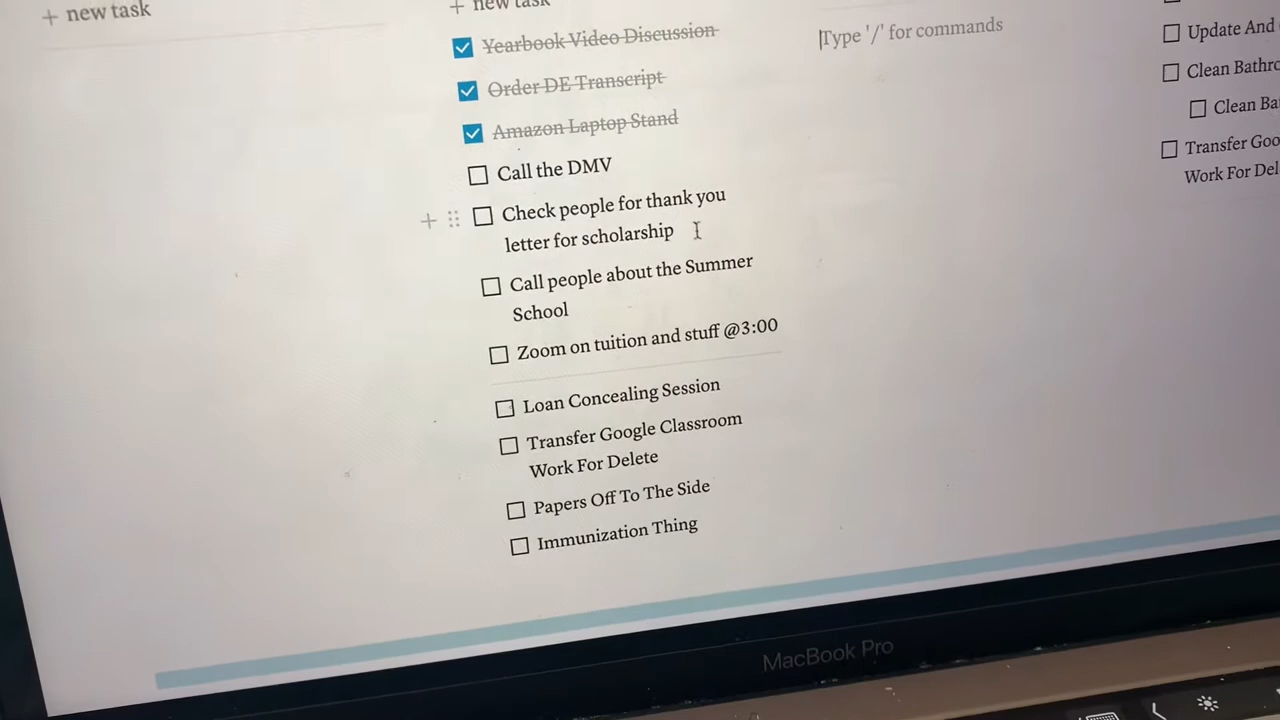 + new task
+ new task
Yearbook Video Discussion
Order DE Transcript
Amazon Laptop Stand
Call the DMV
Check people for thank you
letter for scholarship
Call people about the Summer
School
Zoom on tuition and stuff @3:00
Loan Concealing Session
Transfer Google Classroom
Work For Delete
Papers Off To The Side
Immunization Thing
Type '/' for commands
Update And
Clean Bathro
Clean Ba
Transfer Goo
Work For Del
MacBook Pro